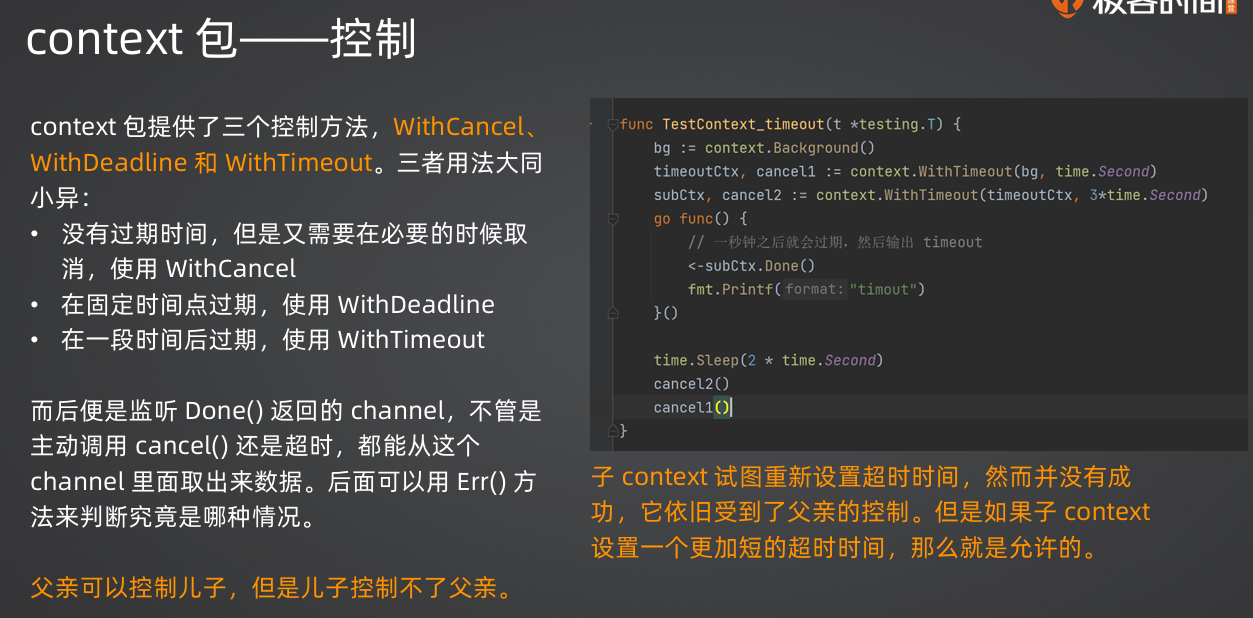 极客时间
context 包——控制
context 包提供了三个控制方法，WithCancel、
WithDeadline 和 WithTimeout。三者用法大同
小异：
• 没有过期时间，但是又需要在必要的时候取
消，使用 WithCancel
• 在固定时间点过期，使用 WithDeadline
• 在一段时间后过期，使用 WithTimeout
而后便是监听 Done() 返回的 channel，不管是
主动调用 cancel() 还是超时，都能从这个
channel 里面取出来数据。后面可以用 Err() 方
法来判断究竟是哪种情况。
父亲可以控制儿子，但是儿子控制不了父亲。
func TestContext_timeout(t *testing.T) {
bg := context.Background()
timeoutCtx, cancel1 := context.WithTimeout(bg, time.Second)
subCtx, cancel2 := context.WithTimeout(timeoutCtx, 3*time.Second)
go func() {
// 一秒钟之后就会过期，然后输出 timeout
<-subCtx.Done()
fmt.Printf( format: "timout")
}()
time.Sleep(2 * time.Second)
cancel2()
cancel1()
}
子 context 试图重新设置超时时间，然而并没有成
功，它依旧受到了父亲的控制。但是如果子 context
设置一个更加短的超时时间，那么就是允许的。